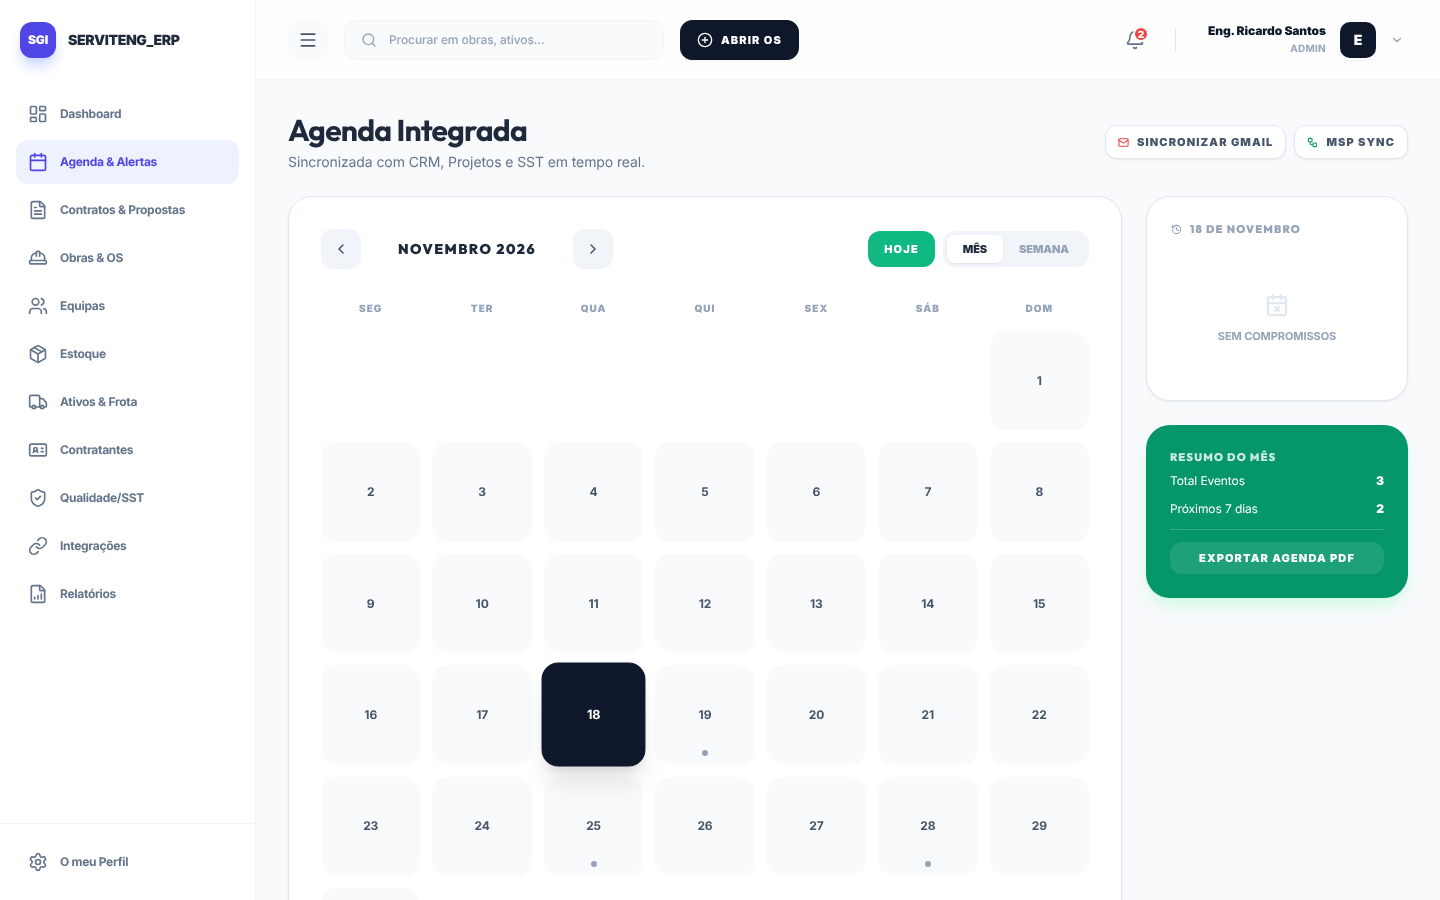 SGI
SERVITENG_ERP
Dashboard
Agenda & Alertas
Contratos & Propostas
Obras & OS
Equipas
Estoque
Ativos & Frota
Contratantes
Qualidade/SST
Integrações
Relatórios
O meu Perfil
Procurar em obras, ativos...
ABRIR OS
2
Eng. Ricardo Santos
ADMIN
E
Agenda Integrada
Sincronizada com CRM, Projetos e SST em tempo real.
SINCRONIZAR GMAIL
MSP SYNC
NOVEMBRO 2026
HOJE
MÊS
SEMANA
SEG TER QUA QUI SEX SÁB DOM
1
2 3 4 5 6 7 8
9 10 11 12 13 14 15
16 17 18 19 20 21 22
23 24 25 26 27 28 29
18 DE NOVEMBRO
SEM COMPROMISSOS
RESUMO DO MÊS
Total Eventos 3
Próximos 7 dias 2
EXPORTAR AGENDA PDF